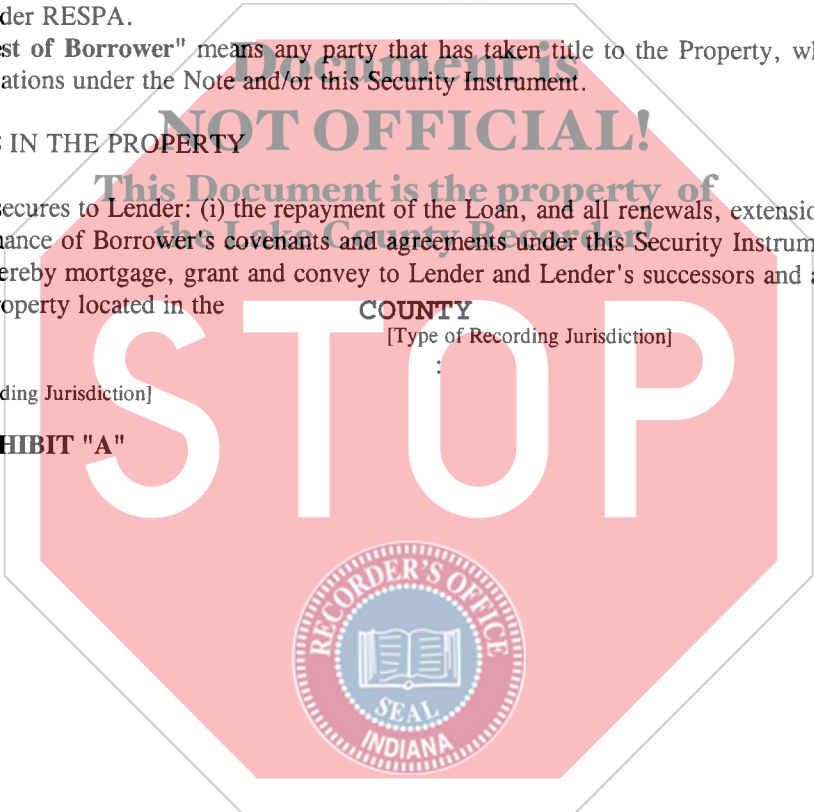 der RESPA.
st of Borrower" means any party that has taken title to the Property, wh
Document is
ations under the Note and/or this Security Instrument.
NOT OFFICIAL!
IN THE PROPERTY
This Document is the property of
ecures to Lender: (i) the repayment of the Loan, and all renewals, extensio
the Lake County Recorder!
ance of Borrower's covenants and agreements under this Security Instrum
ereby mortgage, grant and convey to Lender and Lender's successors and a
operty located in the COUNTY
[Type of Recording Jurisdiction]
:
ding Jurisdiction]
HIBIT "A"
STOP
RECORDER'S OFFICE
SEAL
INDIANA